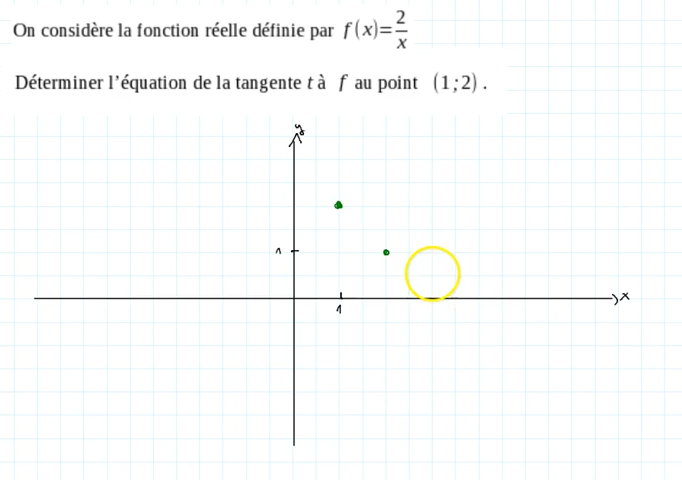 On considère la fonction réelle définie par f(x)=2/x
Déterminer l'équation de la tangente t à f au point (1;2).
y
1
x
1